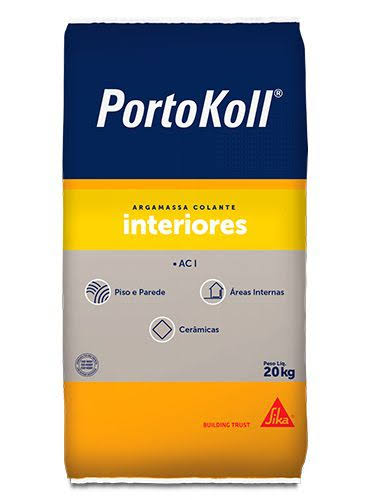 PortoKoll®
ARGAMASSA COLANTE
interiores
• AC I
Piso e Parede
Áreas Internas
Cerâmicas
Peso Líq.
20kg
BUILDING TRUST
Sika